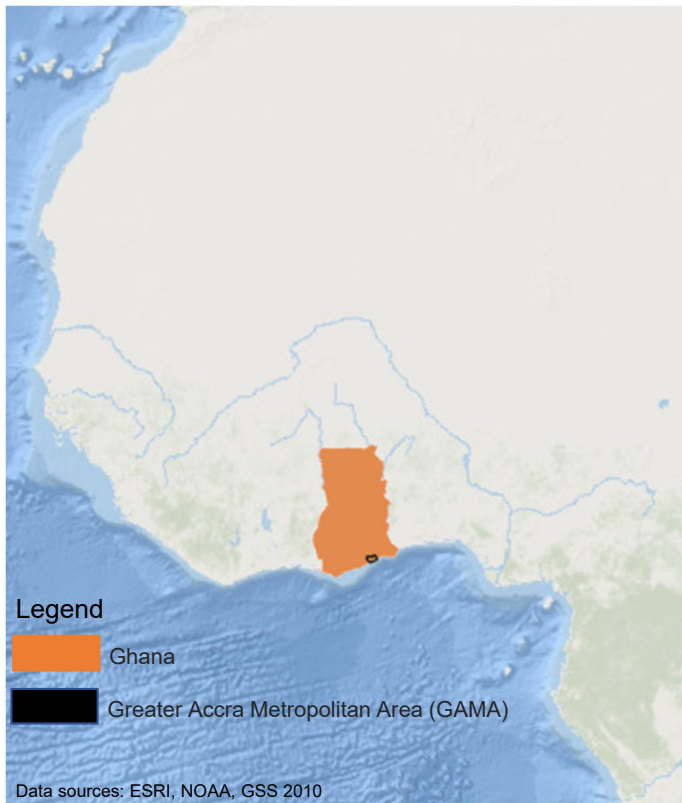 Legend
Ghana
Greater Accra Metropolitan Area (GAMA)
Data sources: ESRI, NOAA, GSS 2010